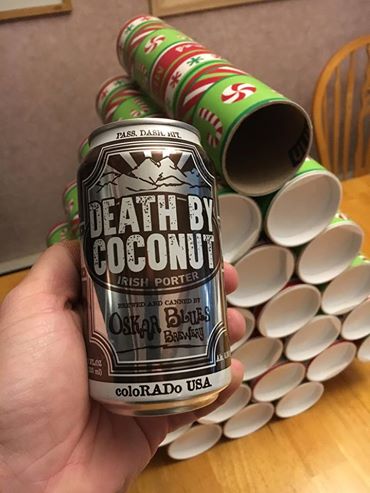 PASS. DASH. HIT.
DEATH BY
COCONUT
IRISH PORTER
BREWED AND CANNED BY
OSKAR BLUES
BREWERY
coloRADo USA